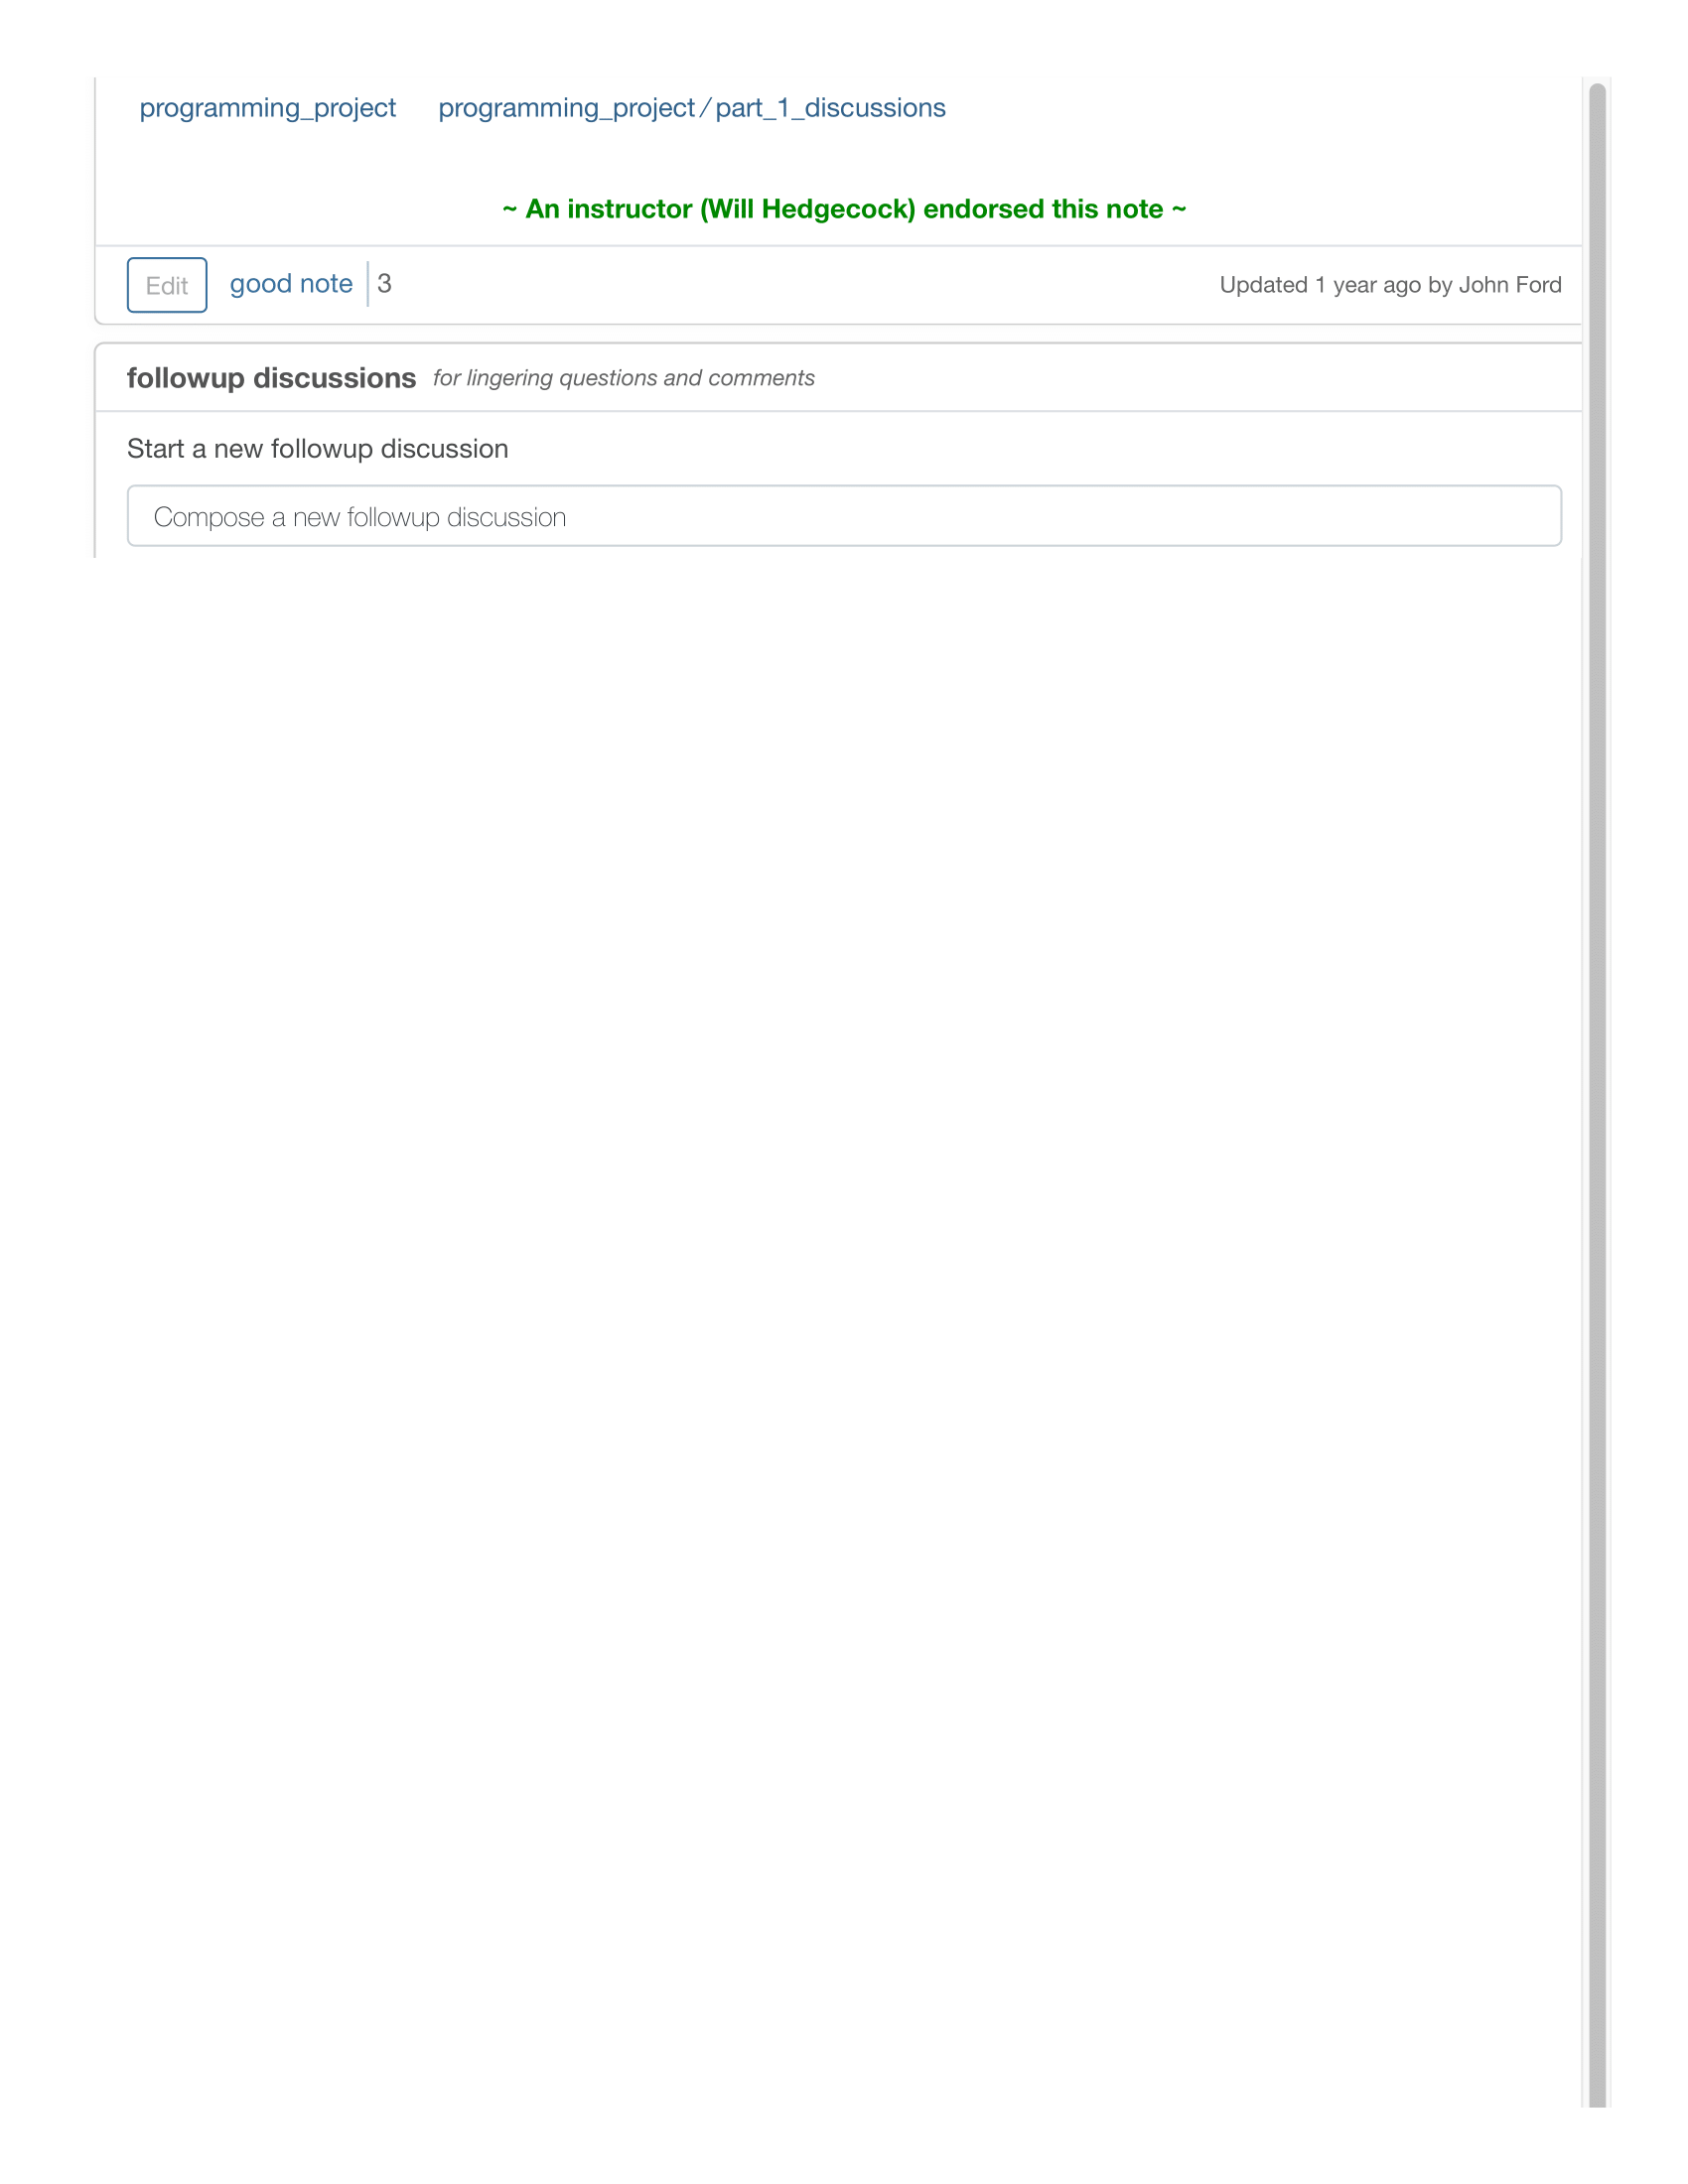 programming_project programming_project/part_1_discussions
~ An instructor (Will Hedgecock) endorsed this note ~
Edit good note 3 Updated 1 year ago by John Ford
followup discussions for lingering questions and comments
Start a new followup discussion
Compose a new followup discussion